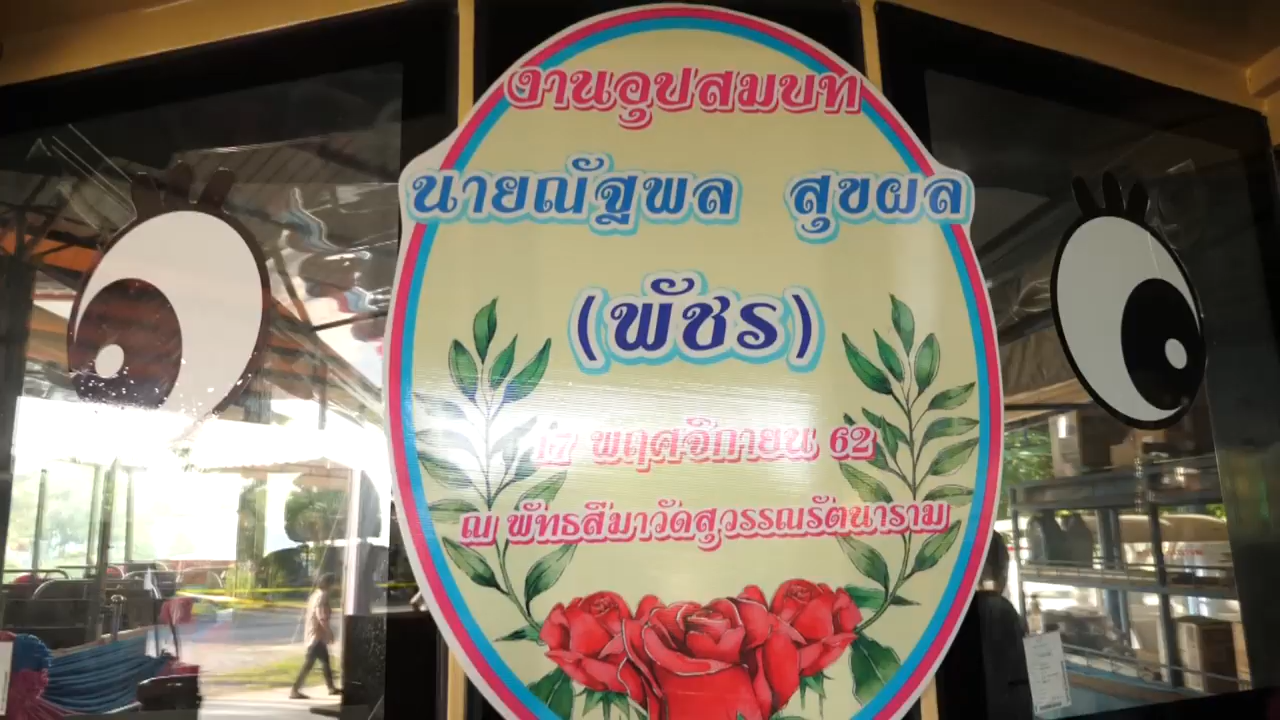 งานอุปสมบท
นายณัฐพล สุขผล
(พัชร)
17 พฤศจิกายน 62
ณ พัทธสีมาวัดสุวรรณรัตนาราม